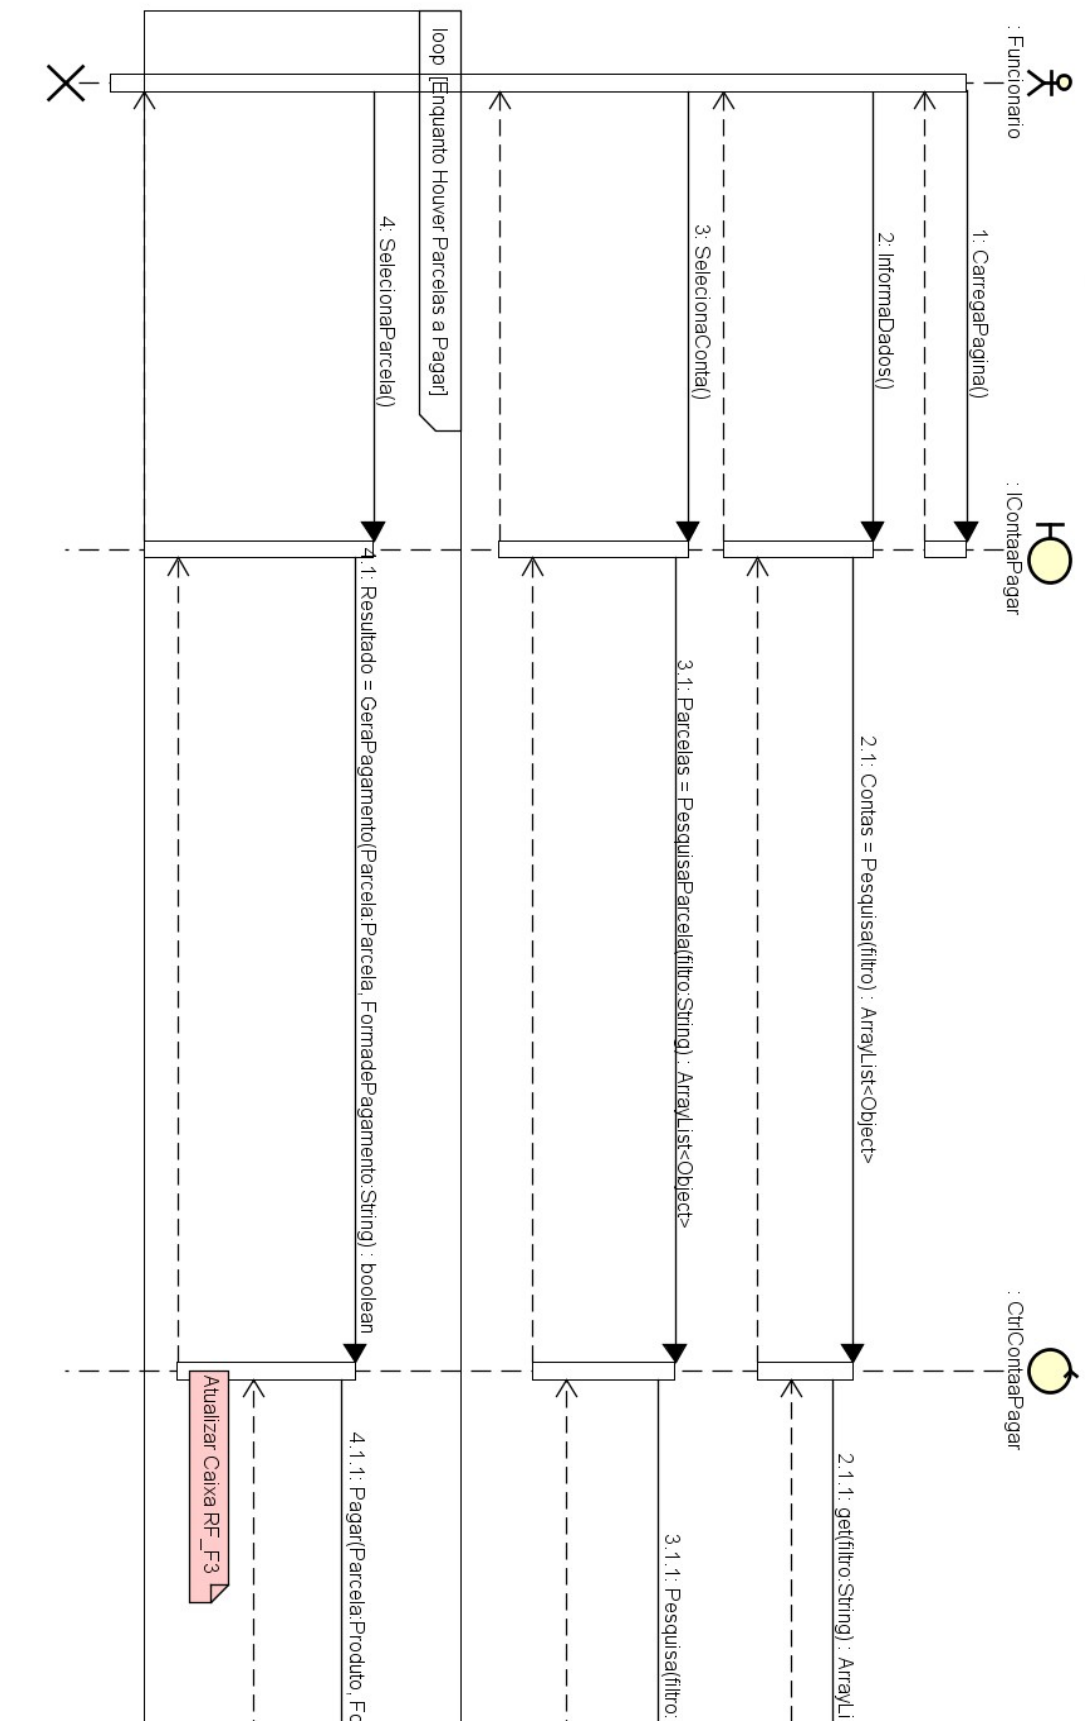 : Funcionario
: IContaaPagar
: CtrlContaaPagar
1: CarregaPagina()
2: InformaDados()
2.1: Contas = Pesquisa(filtro) : ArrayList<Object>
2.1.1: get(filtro:String) : ArrayLi
3: SelecionaConta()
3.1: Parcelas = PesquisaParcela(filtro:String) : ArrayList<Object>
3.1.1: Pesquisa(filtro:
loop [Enquanto Houver Parcelas a Pagar]
4: SelecionaParcela()
4.1: Resultado = GeraPagamento(Parcela:Parcela, FormadePagamento:String) : boolean
4.1.1: Pagar(Parcela:Produto, Fo
Atualizar Caixa RF_F3